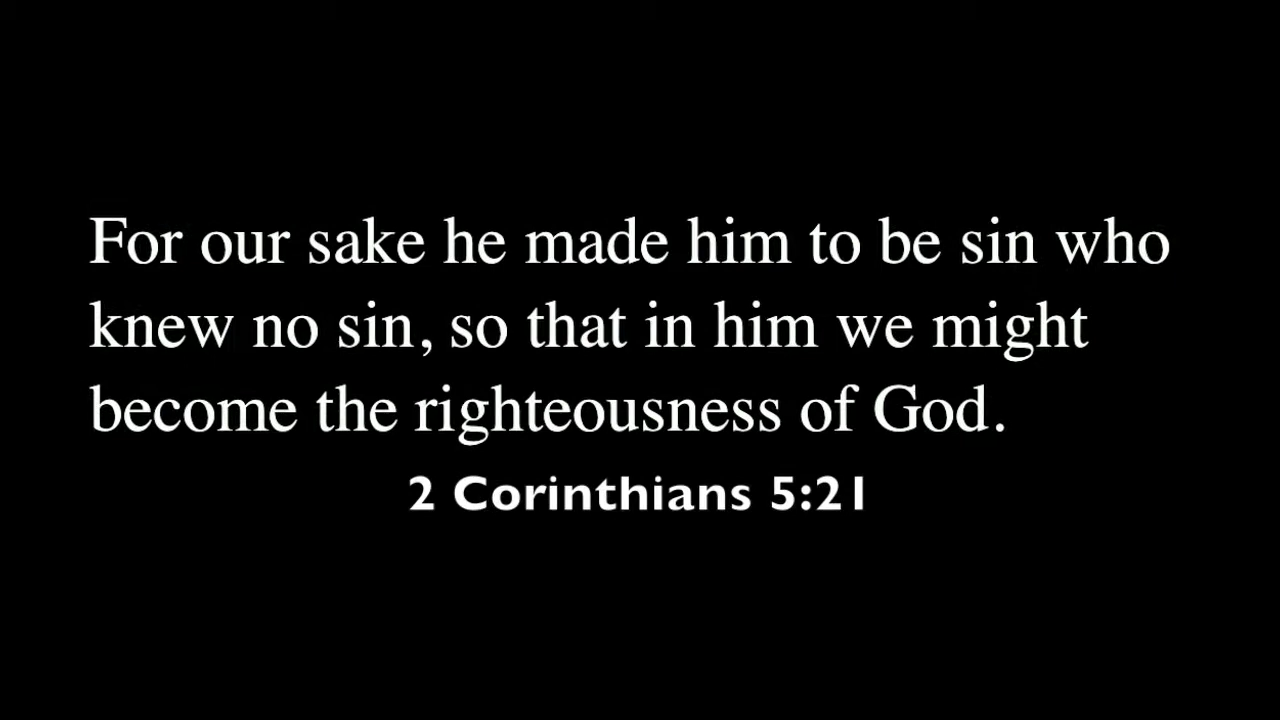 For our sake he made him to be sin who
knew no sin, so that in him we might
become the righteousness of God.
2 Corinthians 5:21